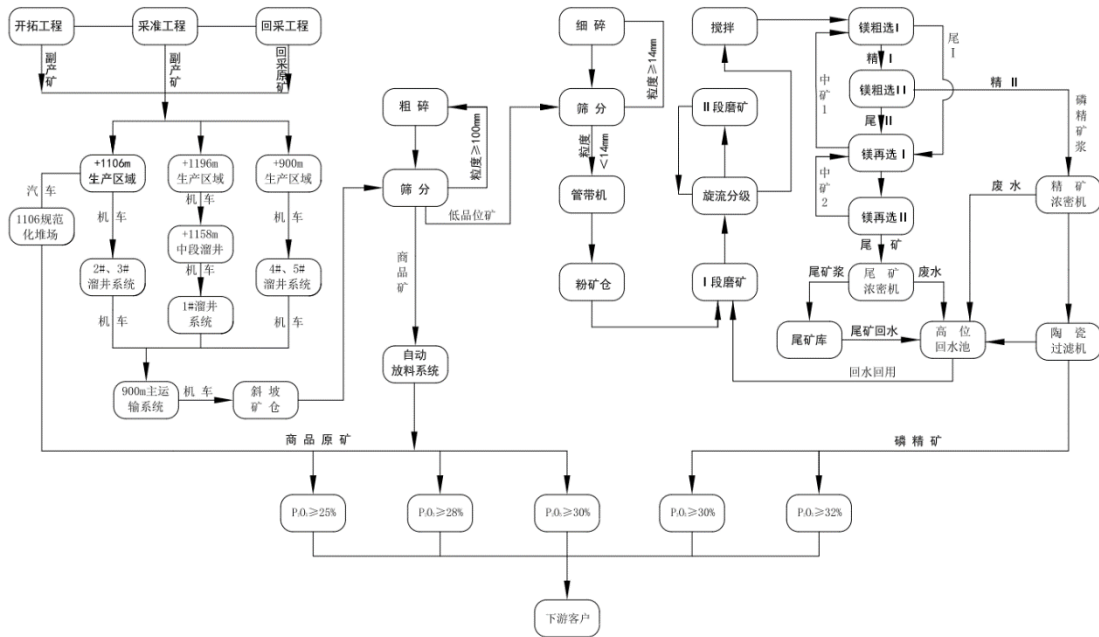 开拓工程
采准工程
回采工程
副产矿
副产矿
回采原矿
+1106m
生产区域
+1196m
生产区域
+900m
生产区域
汽车
机车
机车
机车
1106规范
化堆场
+1158m
中段溜井
机车
2#、3#
溜井系统
4#、5#
溜井系统
1#溜井
系统
机车
机车
900m主运
输系统
机车
斜坡
矿仓
粗碎
粒度≥100mm
筛分
低品位矿
商品矿
自动
放料系统
细碎
粒度≥14mm
筛分
粒度
<14mm
管带机
粉矿仓
搅拌
II段磨矿
旋流分级
I段磨矿
镁粗选I
尾I
精I
中矿1
镁粗选II
精II
尾II
镁再选I
中矿2
镁再选II
尾矿
磷精矿浆
废水
精矿
浓密机
尾矿浆
尾矿
浓密机
废水
尾矿库
尾矿回水
高位
回水池
陶瓷
过滤机
回水回用
商品原矿
磷精矿
P₂O₅≥25%
P₂O₅≥28%
P₂O₅≥30%
P₂O₅≥30%
P₂O₅≥32%
下游客户